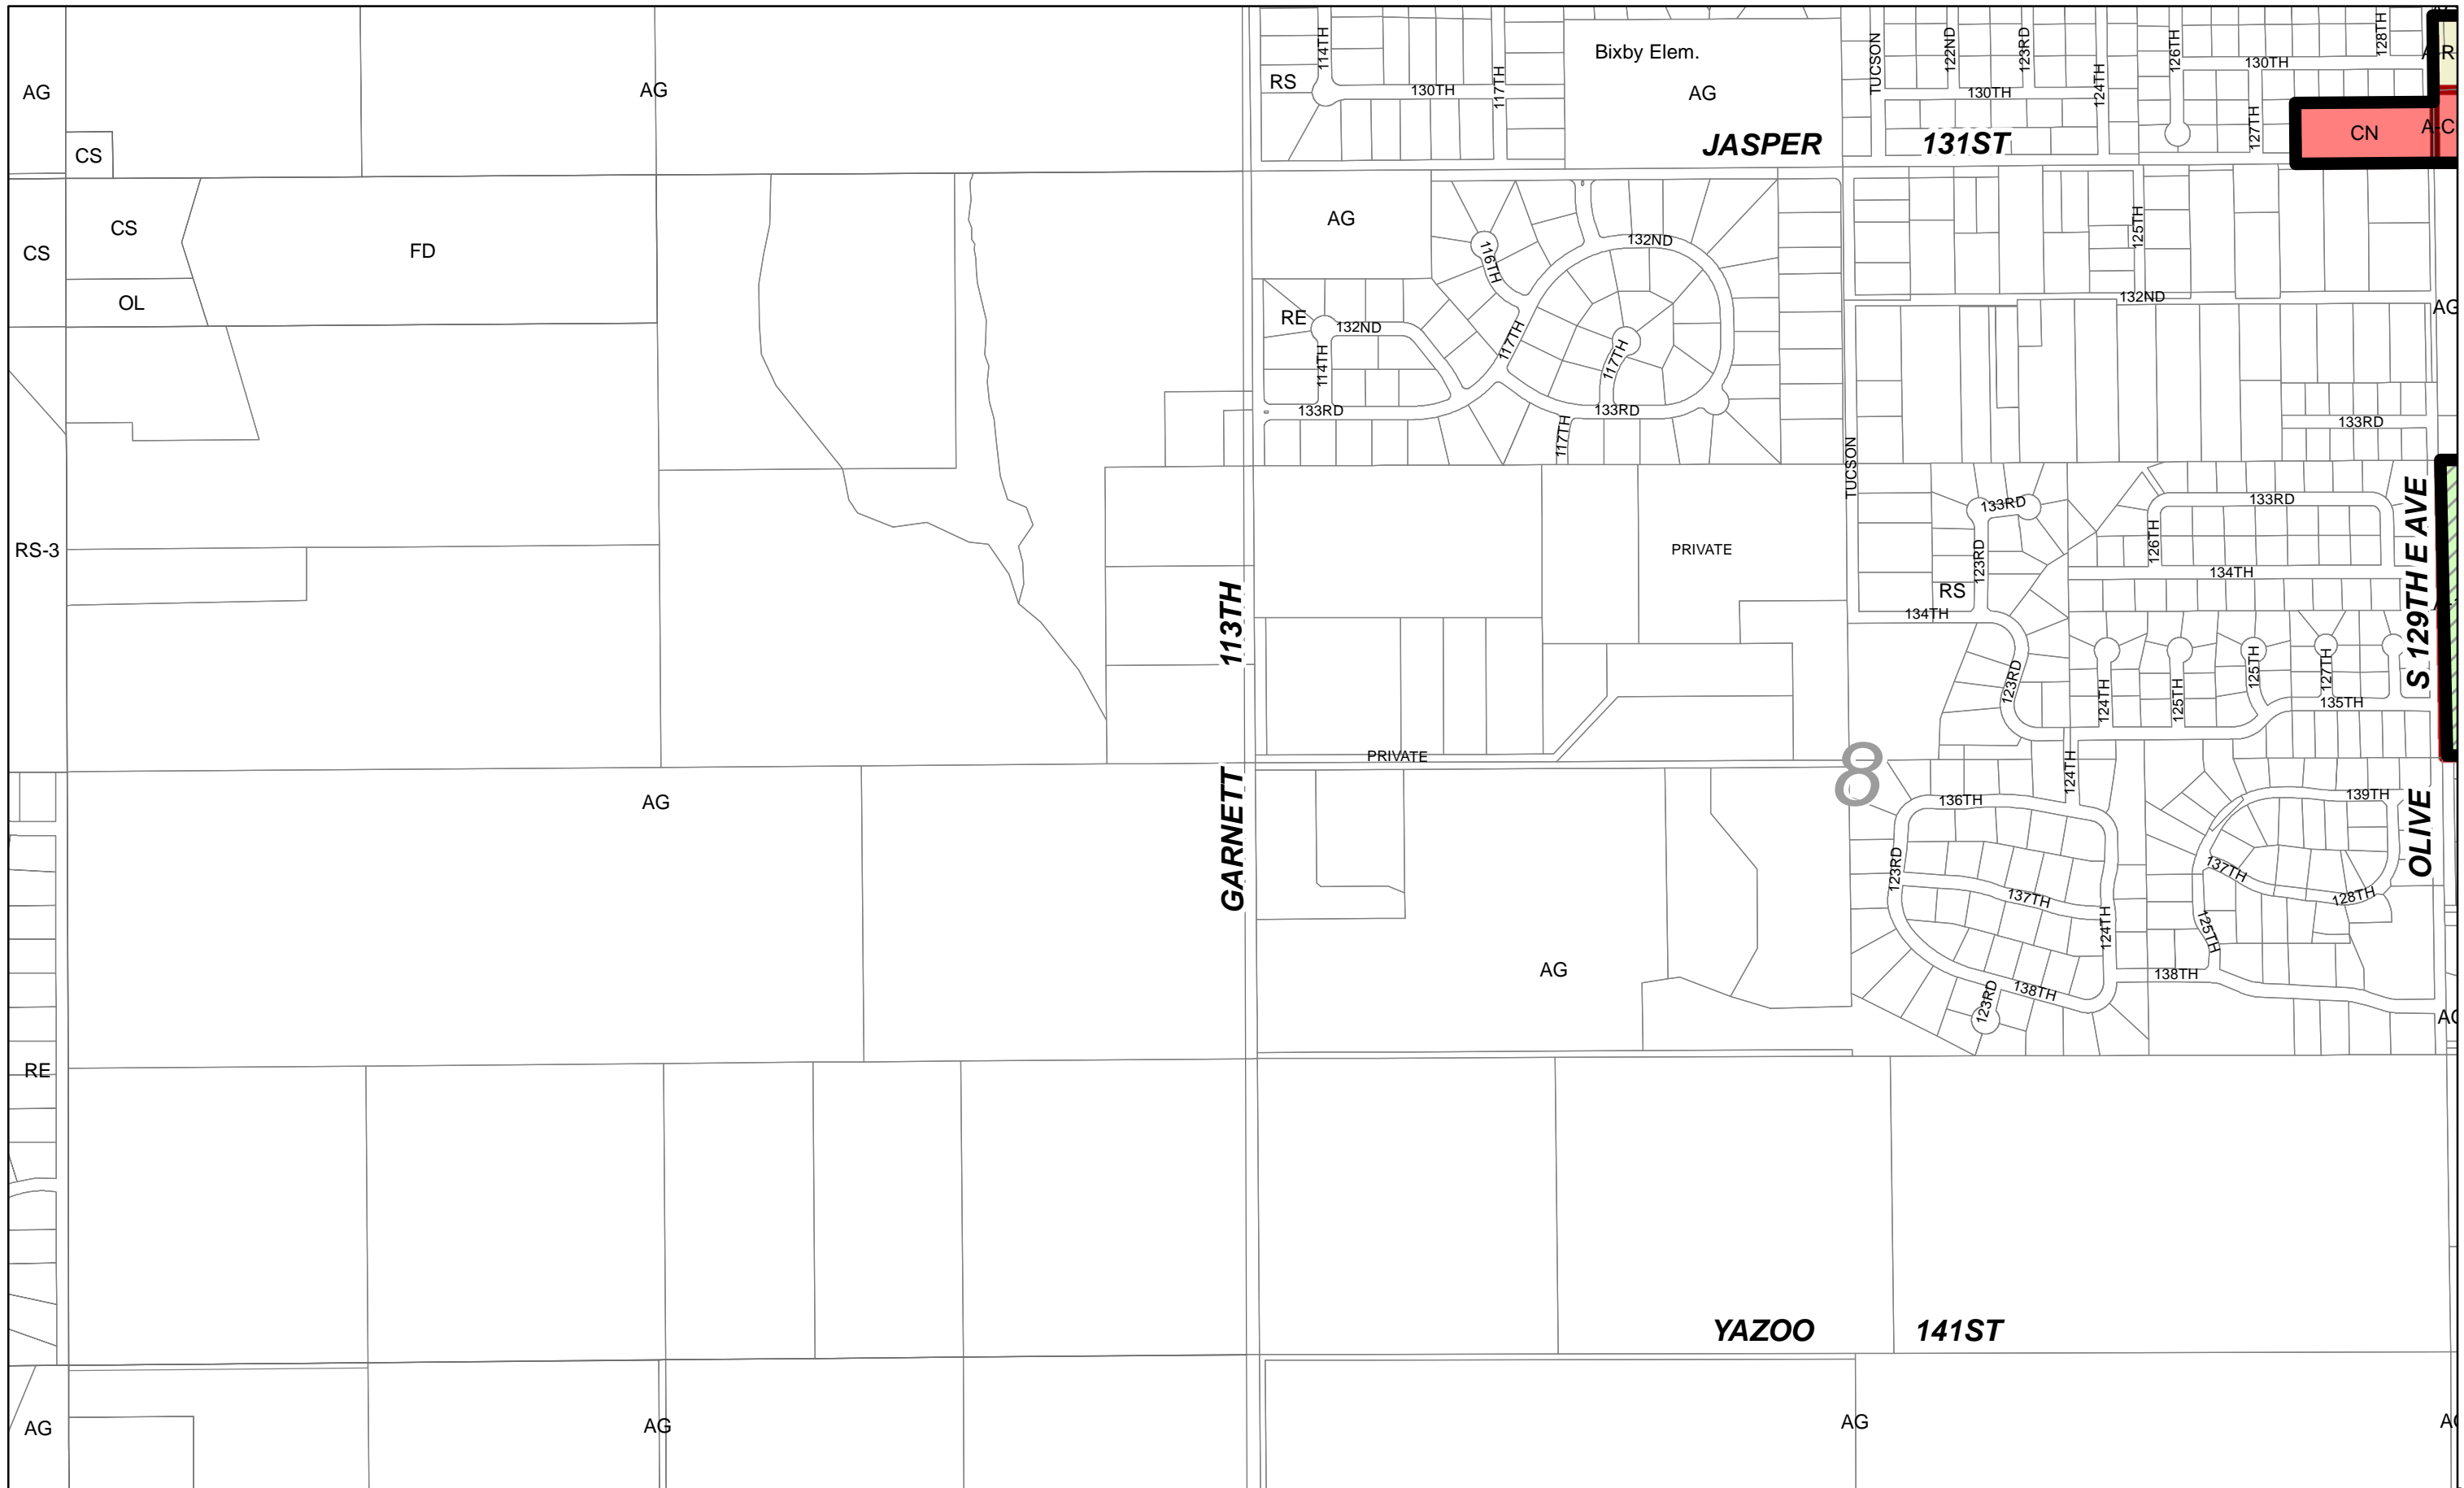 114TH
117TH
Bixby Elem.
TUCSON
122ND
123RD
124TH
126TH
128TH
130TH
AG
AG
RS
130TH
AG
130TH
127TH
CN
CS
JASPER
131ST
CS
CS
FD
AG
OL
116TH
132ND
125TH
132ND
RE
132ND
114TH
117TH
117TH
133RD
133RD
117TH
133RD
TUCSON
RS-3
PRIVATE
133RD
133RD
123RD
126TH
134TH
S 129TH E AVE
RS
134TH
113TH
123RD
124TH
125TH
125TH
127TH
135TH
PRIVATE
8
124TH
AG
GARNETT
136TH
139TH
OLIVE
123RD
137TH
137TH
128TH
124TH
125TH
AG
138TH
123RD
138TH
RE
YAZOO
141ST
AG
AG
AG